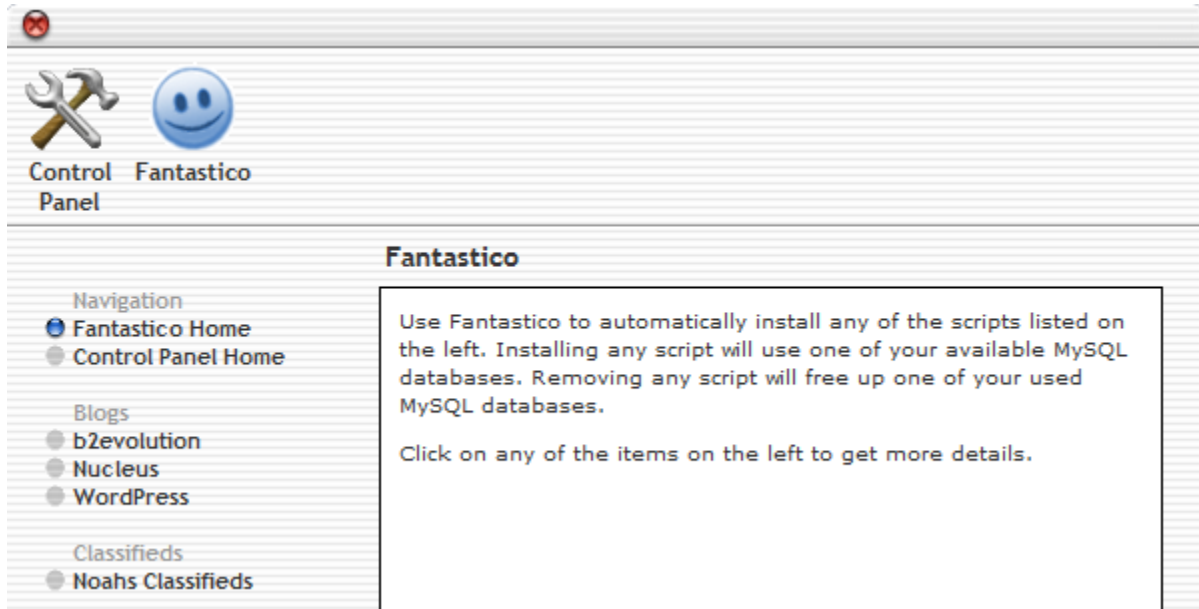 Control Panel
Fantastico
Fantastico
Navigation
Fantastico Home
Control Panel Home
Blogs
b2evolution
Nucleus
WordPress
Classifieds
Noahs Classifieds
Use Fantastico to automatically install any of the scripts listed on
the left. Installing any script will use one of your available MySQL
databases. Removing any script will free up one of your used
MySQL databases.
Click on any of the items on the left to get more details.